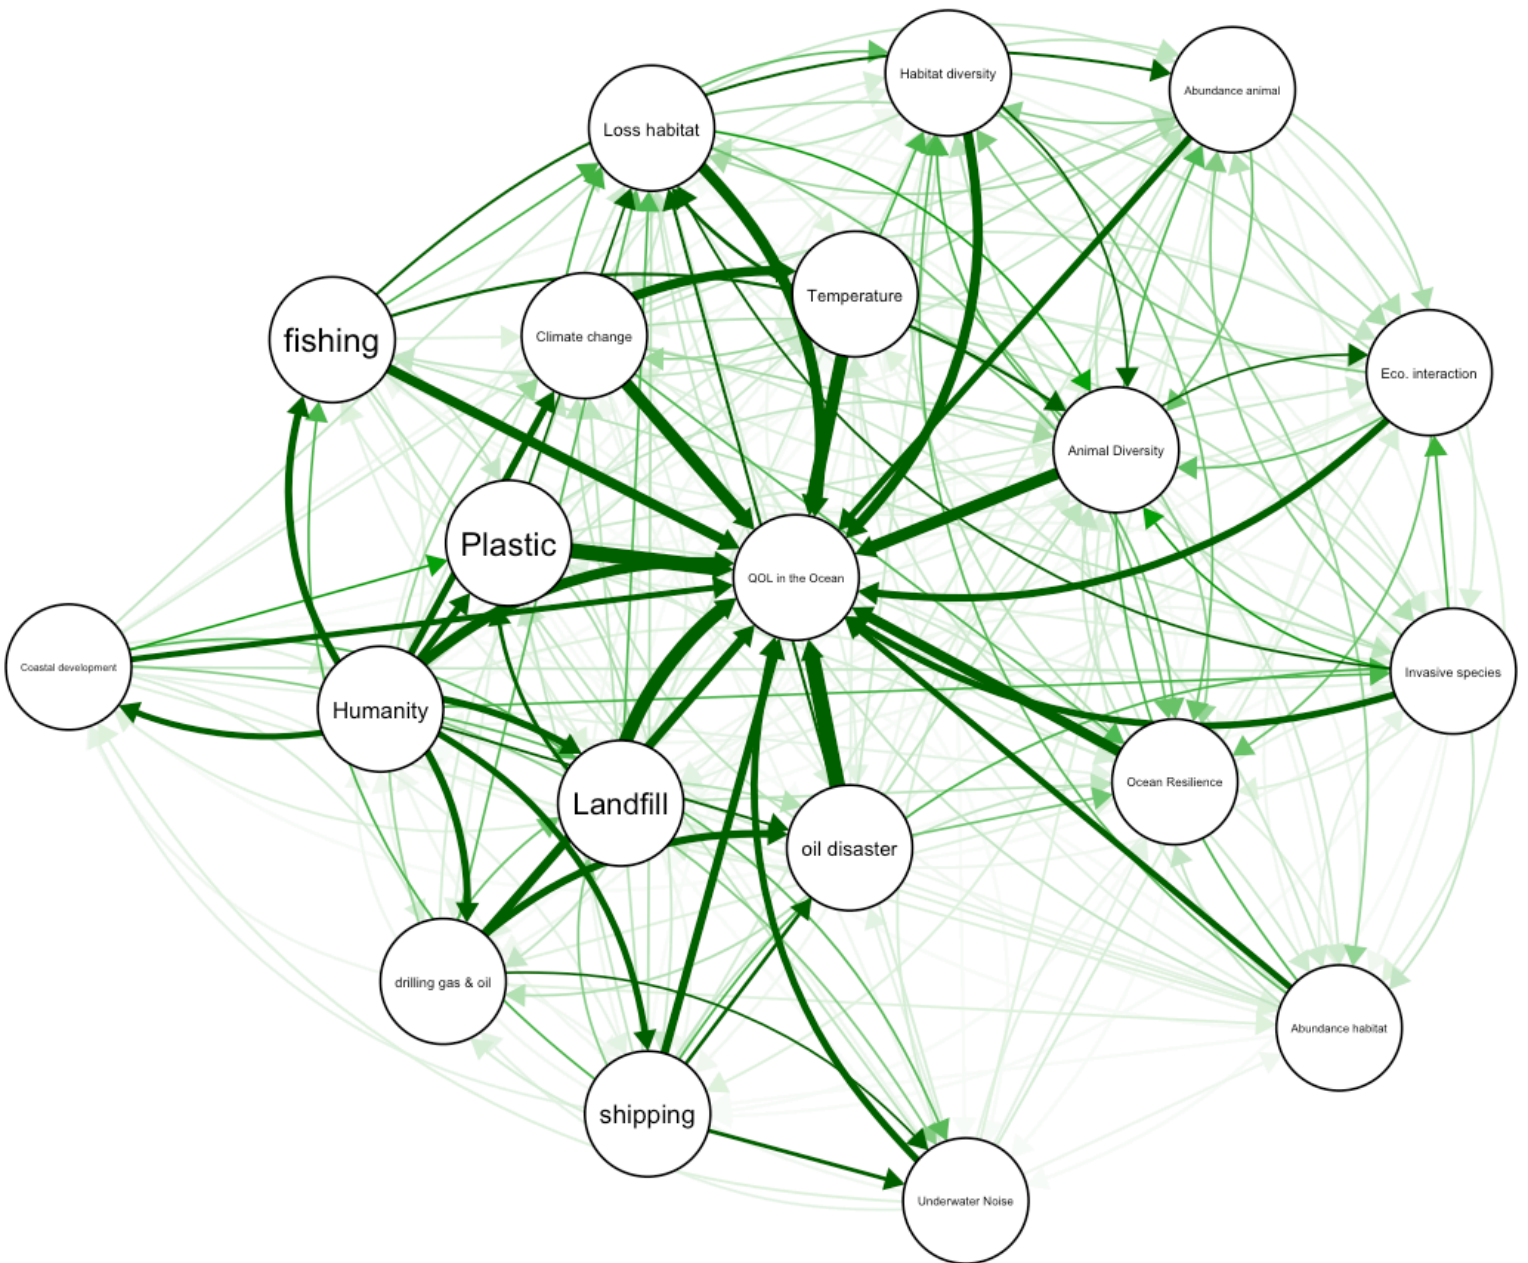 Habitat diversity
Abundance animal
Loss habitat
Temperature
fishing
Climate change
Eco. interaction
Animal Diversity
Plastic
QOL in the Ocean
Coastal development
Invasive species
Humanity
Ocean Resilience
Landfill
oil disaster
drilling gas & oil
Abundance habitat
shipping
Underwater Noise